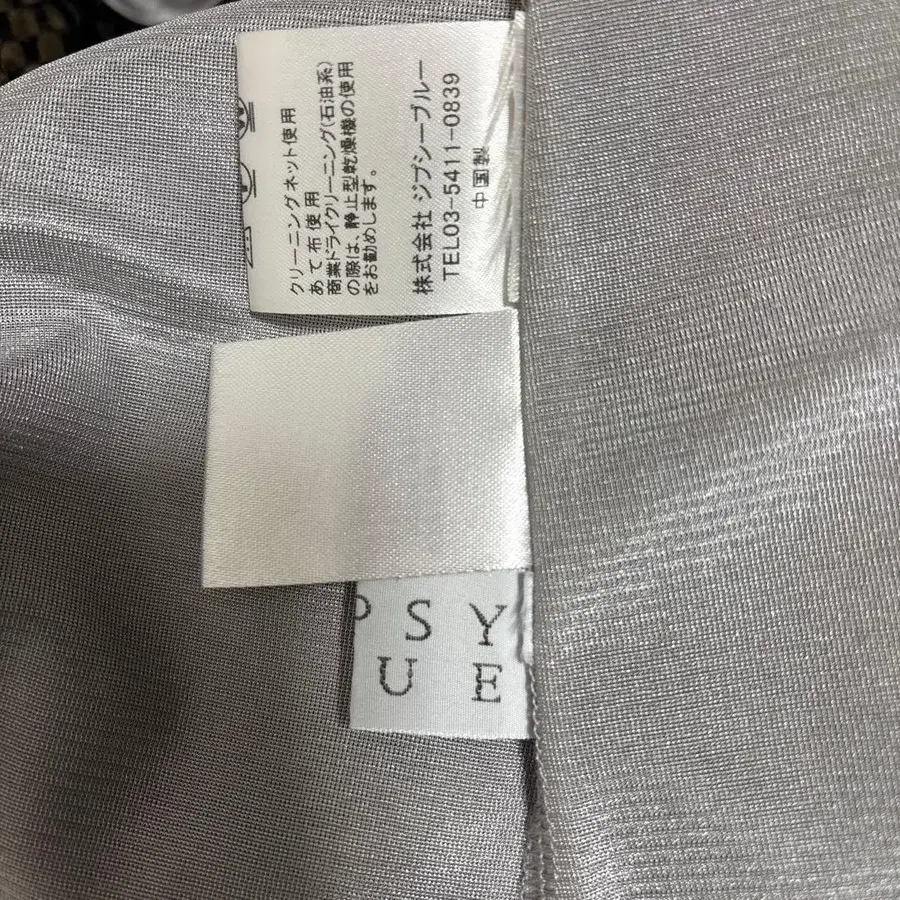 クリーニングネット使用
あて布使用
商業ドライクリーニング(石油系)
の際は、静止型乾燥機の使用
をお勧めします。
株式会社 ジプシーブルー
TEL03-5411-0839
中国製
PSY
UE